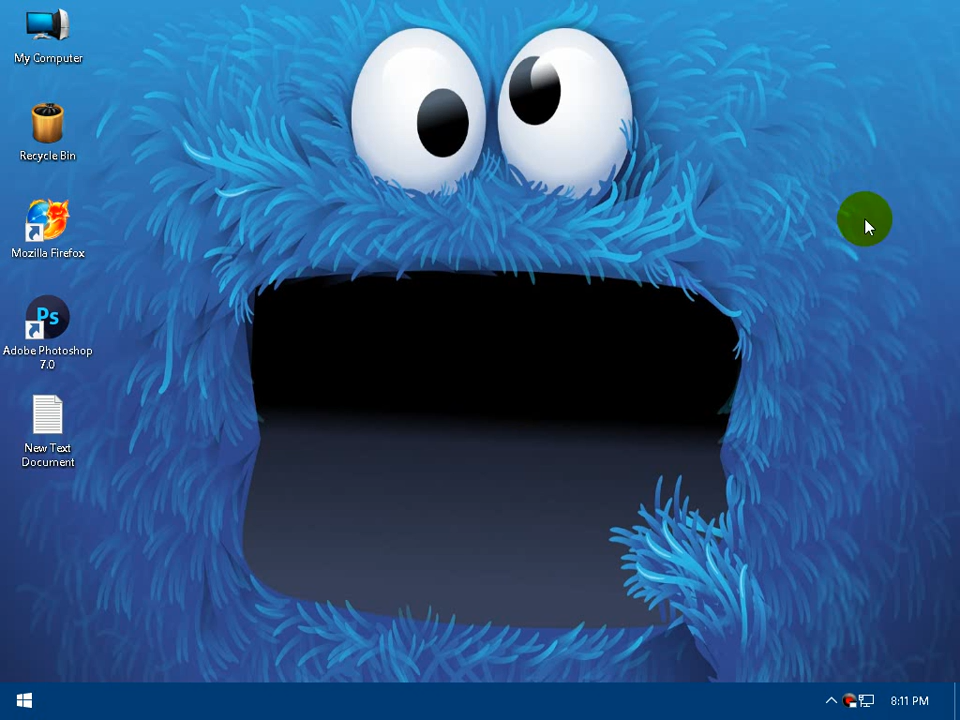 My Computer
Recycle Bin
Mozilla Firefox
Ps
Adobe Photoshop
7.0
New Text
Document
8:11 PM